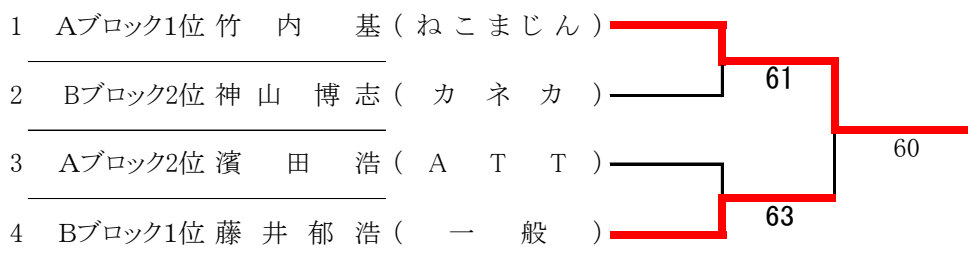 1 Aブロック1位 竹内 基 (ねこまじん)
61
2 Bブロック2位 神山 博志 (カネカ)
60
3 Aブロック2位 濱田 浩 (ATT)
63
4 Bブロック1位 藤井 郁浩 (一般)